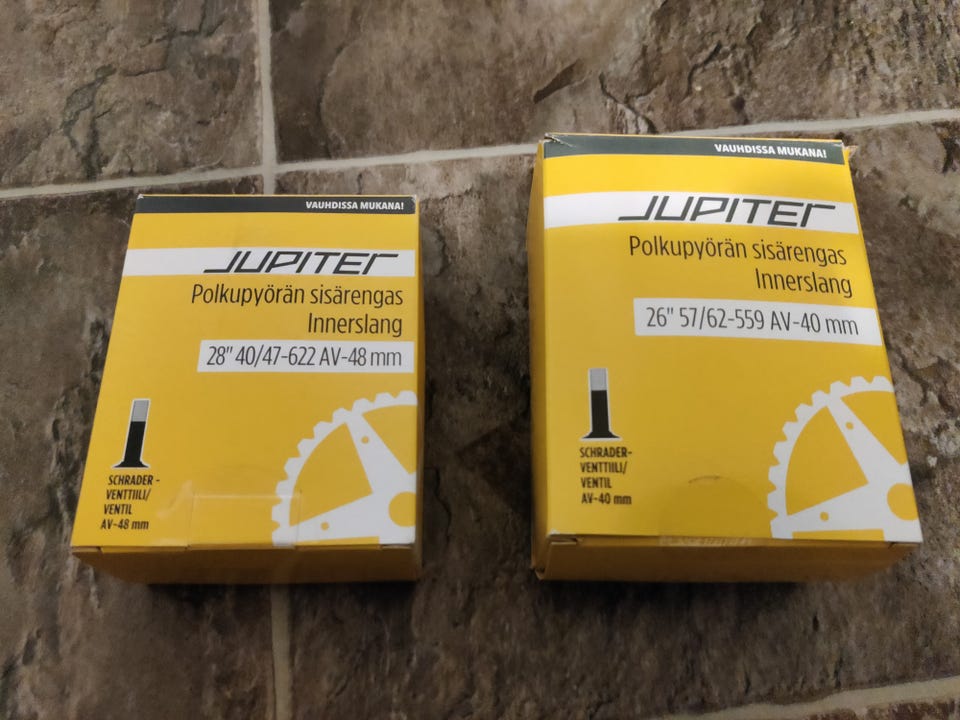 VAUHDISSA MUKANA!
JUPITER
Polkupyörän sisärengas
Innerslang
28" 40/47-622 AV-48 mm
SCHRADER-
VENTTIILI/
VENTIL
AV-48 mm
VAUHDISSA MUKANA!
JUPITER
Polkupyörän sisärengas
Innerslang
26" 57/62-559 AV-40 mm
SCHRADER-
VENTTIILI/
VENTIL
AV-40 mm